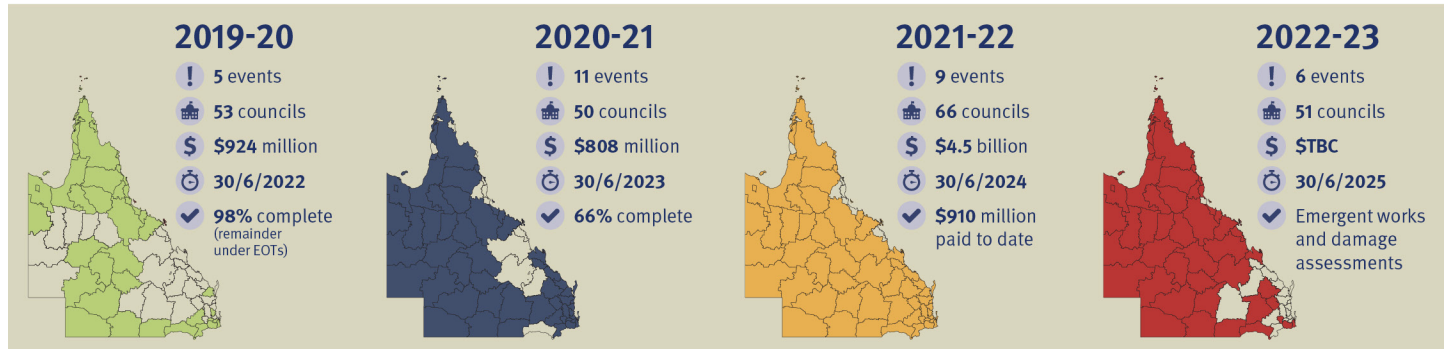 2019-20
5 events
53 councils
$924 million
30/6/2022
98% complete
(remainder
under EOTs)
2020-21
11 events
50 councils
$808 million
30/6/2023
66% complete
2021-22
9 events
66 councils
$4.5 billion
30/6/2024
$910 million
paid to date
2022-23
6 events
51 councils
$TBC
30/6/2025
Emergent works
and damage
assessments